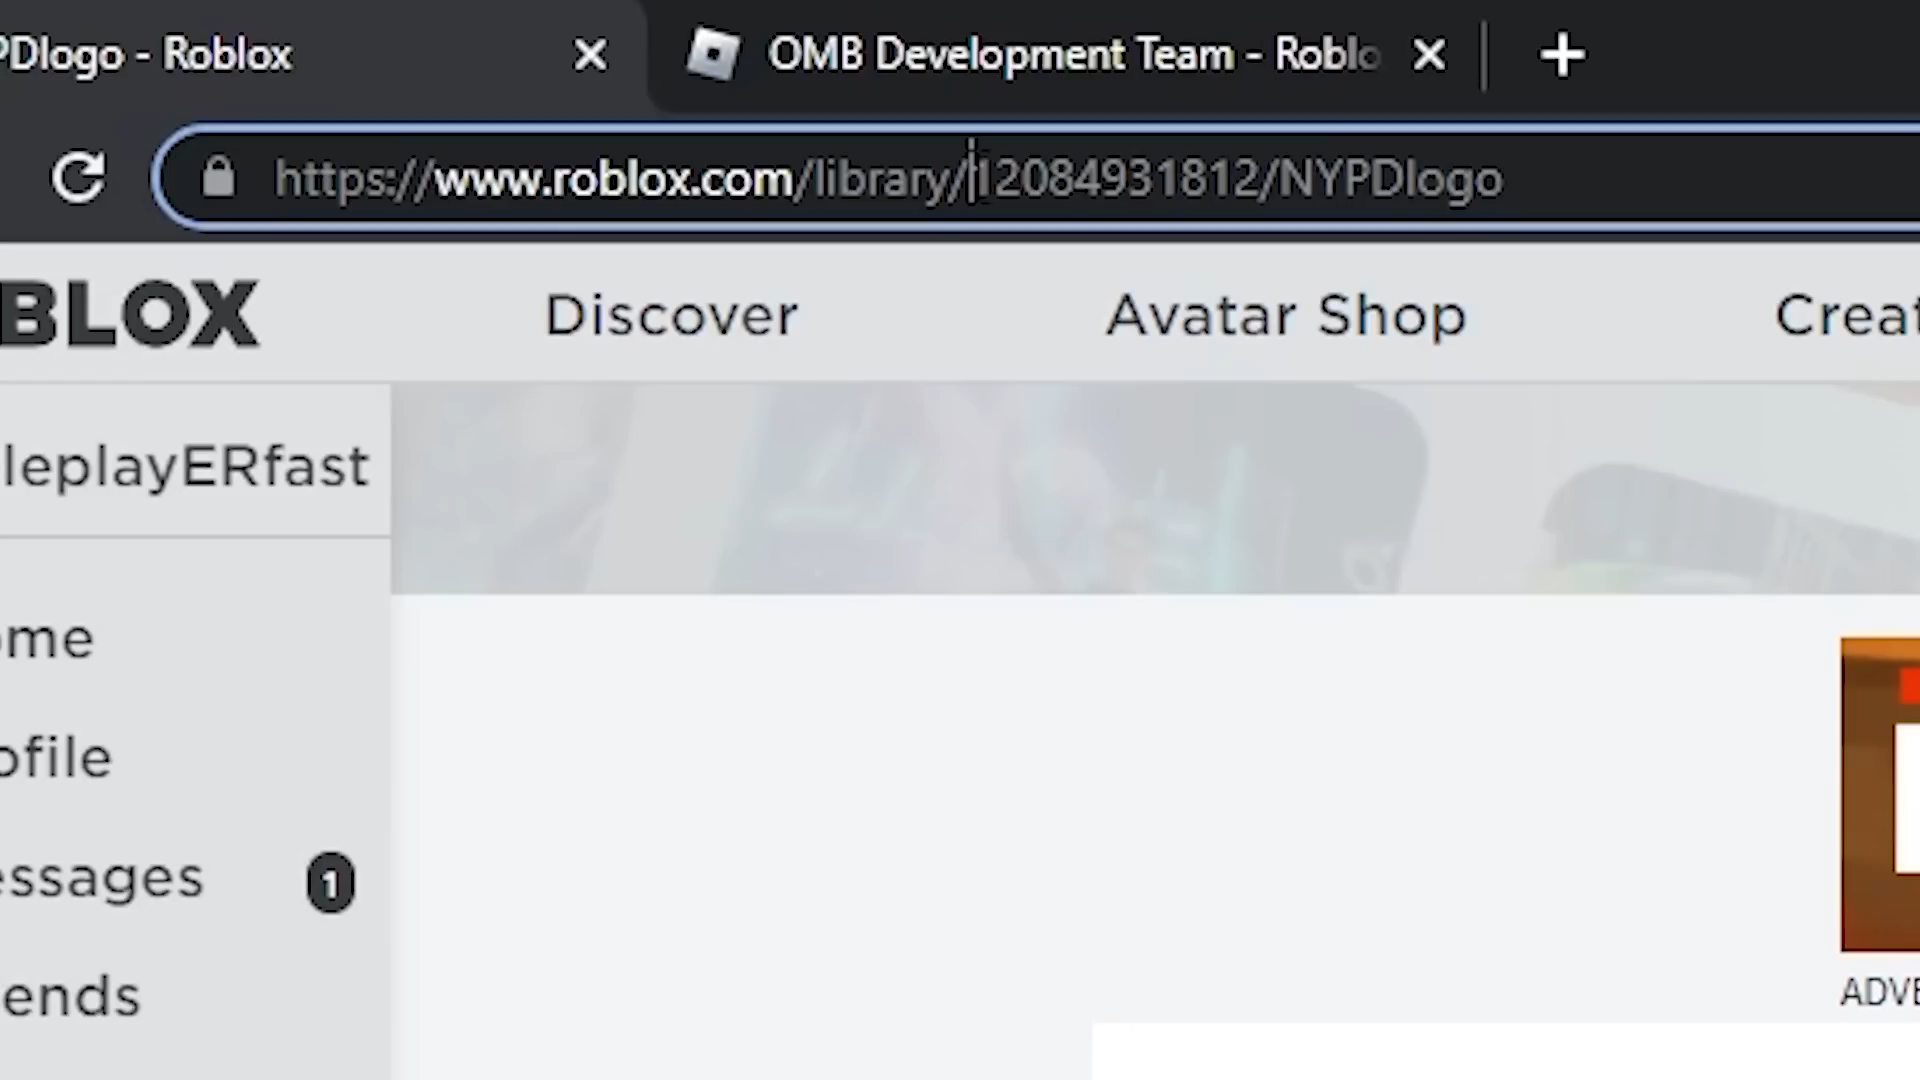 PDlogo - Roblox
OMB Development Team - Roblo
https://www.roblox.com/library/12084931812/NYPDlogo
BLOX
Discover
Avatar Shop
Creat
leplayERfast
ome
ofile
essages
1
ends
ADVE